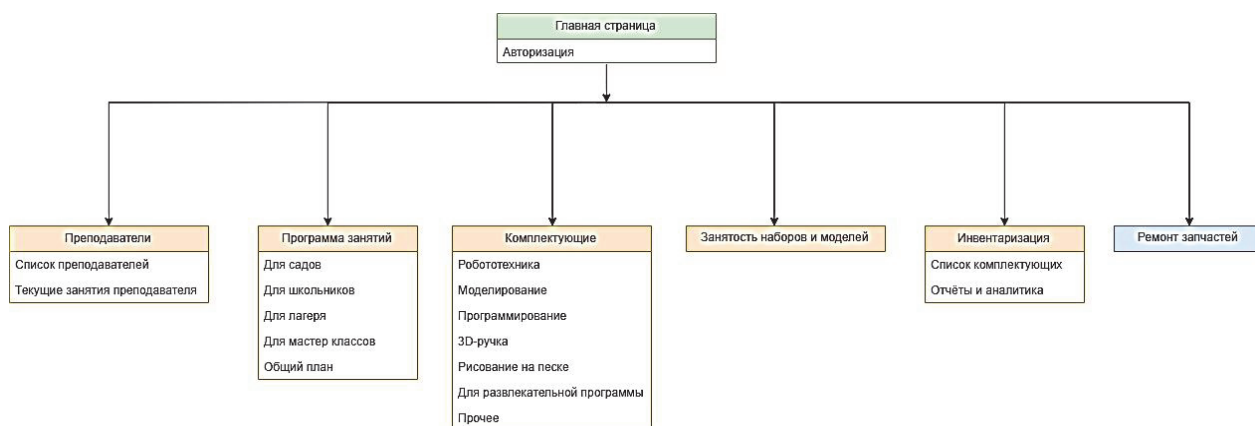 Главная страница
Авторизация
Преподаватели
Список преподавателей
Текущие занятия преподавателя
Программа занятий
Для садов
Для школьников
Для лагеря
Для мастер классов
Общий план
Комплектующие
Робототехника
Моделирование
Программирование
3D-ручка
Рисование на песке
Для развлекательной программы
Прочее
Занятость наборов и моделей
Инвентаризация
Список комплектующих
Отчёты и аналитика
Ремонт запчастей